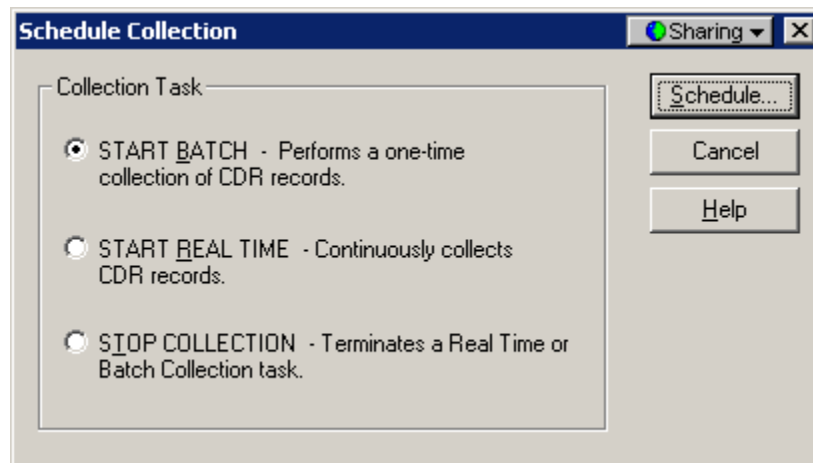 Schedule Collection
Sharing
Collection Task
START BATCH - Performs a one-time
collection of CDR records.
START REAL TIME - Continuously collects
CDR records.
STOP COLLECTION - Terminates a Real Time or
Batch Collection task.
Schedule...
Cancel
Help